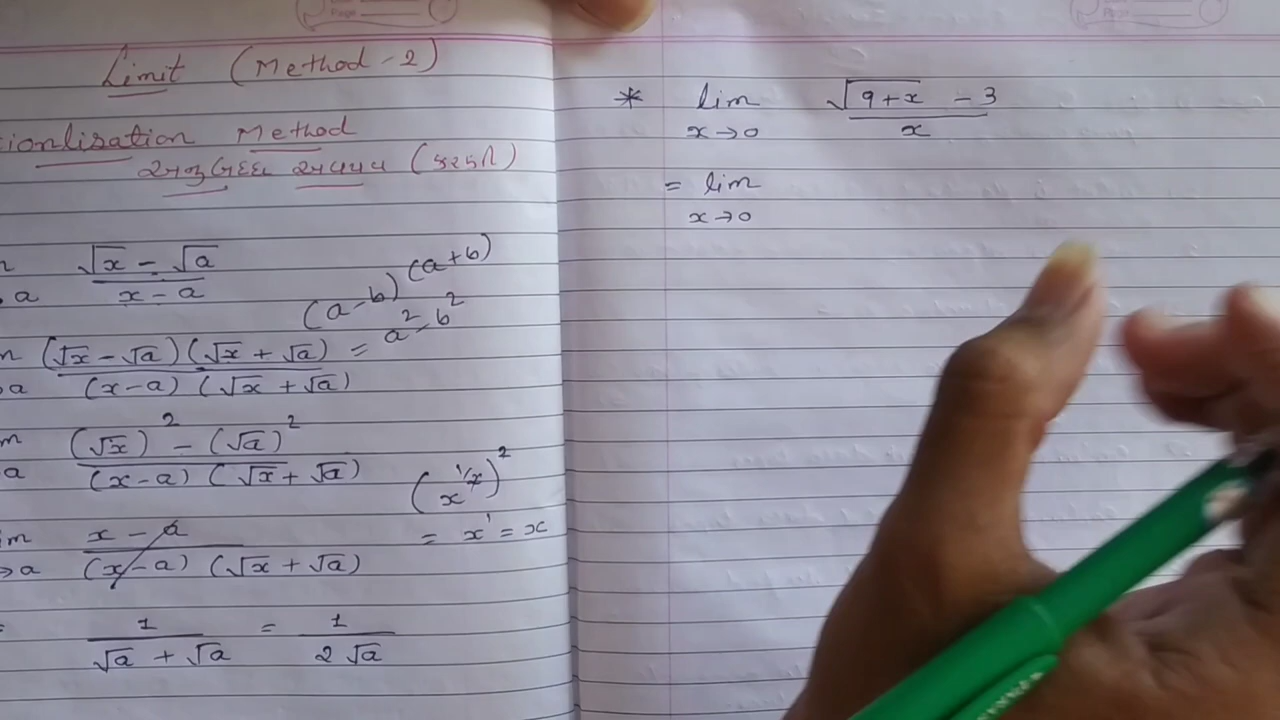 Limit (Method - 2)
ionlisation Method
(x-a)
√x - √a
x - a
a
(a-b) (a+b)
a² - b²
(√x - √a) (√x + √a) =
(x-a) (√x + √a)
(√x)² - (√a)²
(x-a) (√x + √a)
(x^1/2)²
= x¹ = x
x - a
(x-a) (√x + √a)
→a
= 1 / √a + √a = 1 / 2√a
* lim x→0 √9+x - 3 / x
= lim
x→0